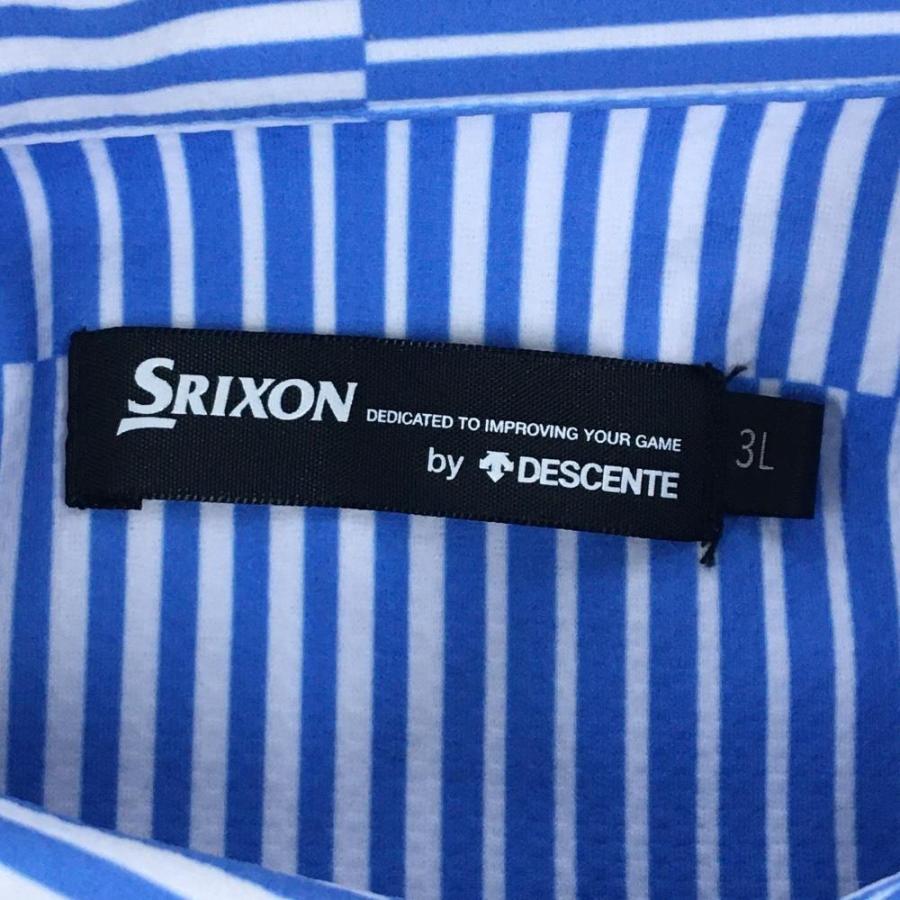 SRIXON DEDICATED TO IMPROVING YOUR GAME
by DESCENTE
3L